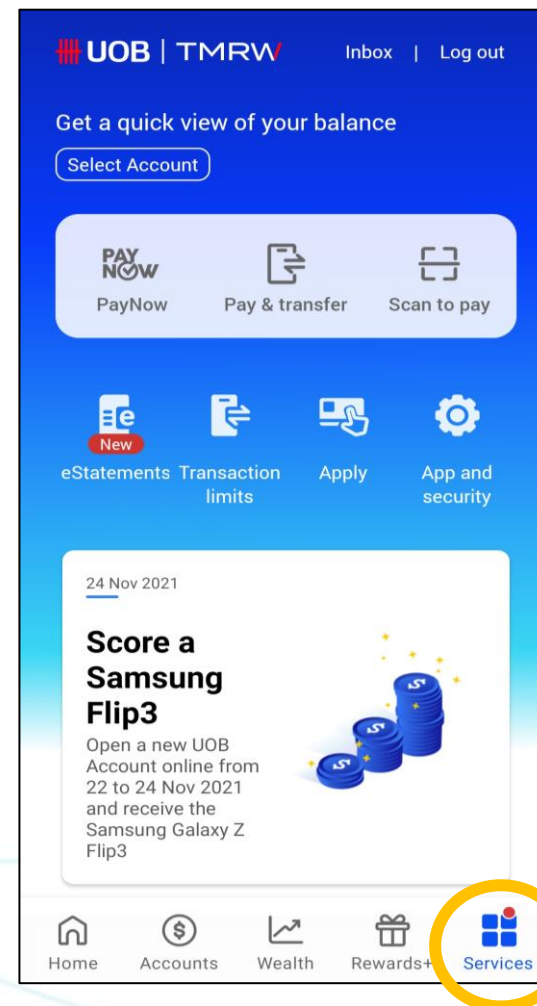 UOB | TMRW Inbox | Log out
Get a quick view of your balance
Select Account
PAY
NOW
PayNow Pay & transfer Scan to pay
e
New
eStatements Transaction limits Apply App and security
24 Nov 2021
Score a
Samsung
Flip3
Open a new UOB
Account online from
22 to 24 Nov 2021
and receive the
Samsung Galaxy Z
Flip3
Home Accounts Wealth Rewards+ Services